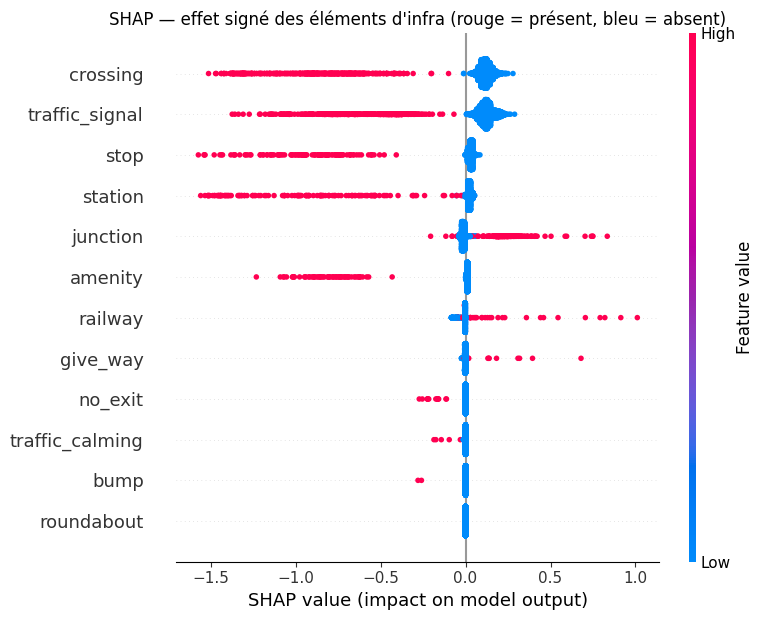 SHAP — effet signé des éléments d'infra (rouge = présent, bleu = absent)
High
crossing
traffic_signal
stop
station
junction
amenity
railway
give_way
no_exit
traffic_calming
bump
roundabout
Feature value
Low
−1.5 −1.0 −0.5 0.0 0.5 1.0
SHAP value (impact on model output)